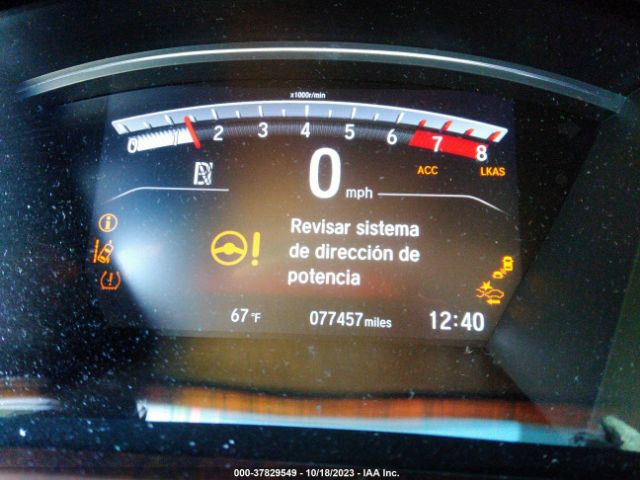 x1000r/min
0 2 3 4 5 6 7 8
ACC LKAS
0 mph
Revisar sistema
de dirección de
potencia
67°F 077457 miles 12:40
000-37829549 - 10/18/2023 - IAA Inc.